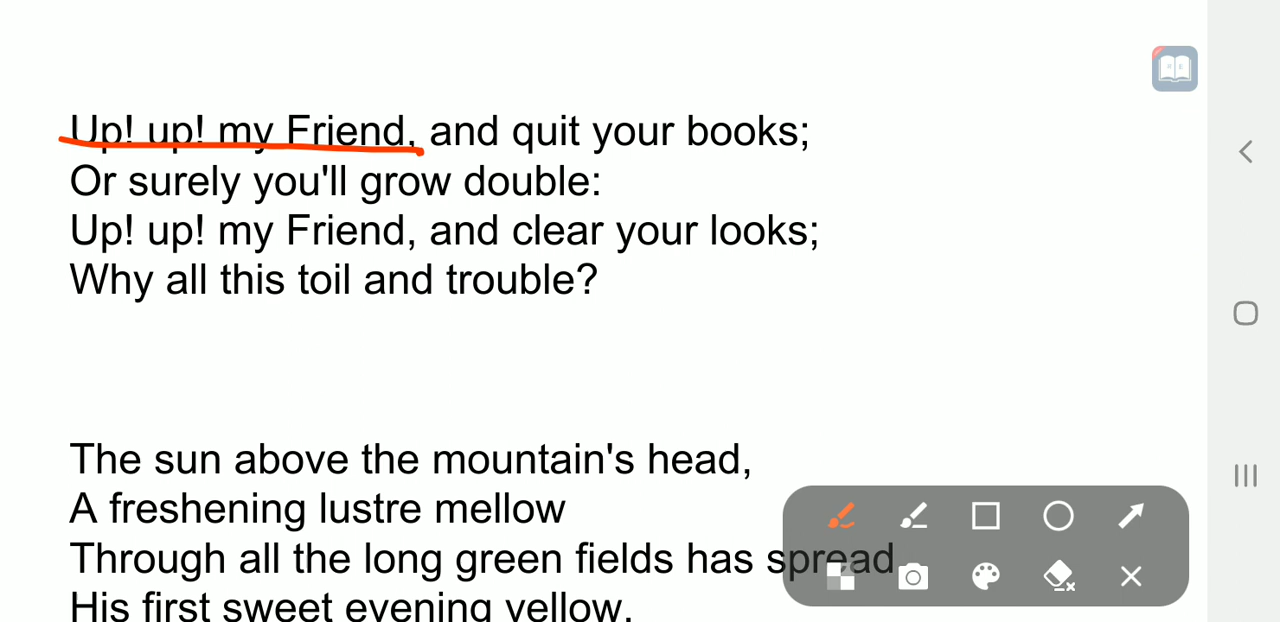 Up! up! my Friend, and quit your books;
Or surely you'll grow double:
Up! up! my Friend, and clear your looks;
Why all this toil and trouble?
The sun above the mountain's head,
A freshening lustre mellow
Through all the long green fields has spread
His first sweet evening yellow.